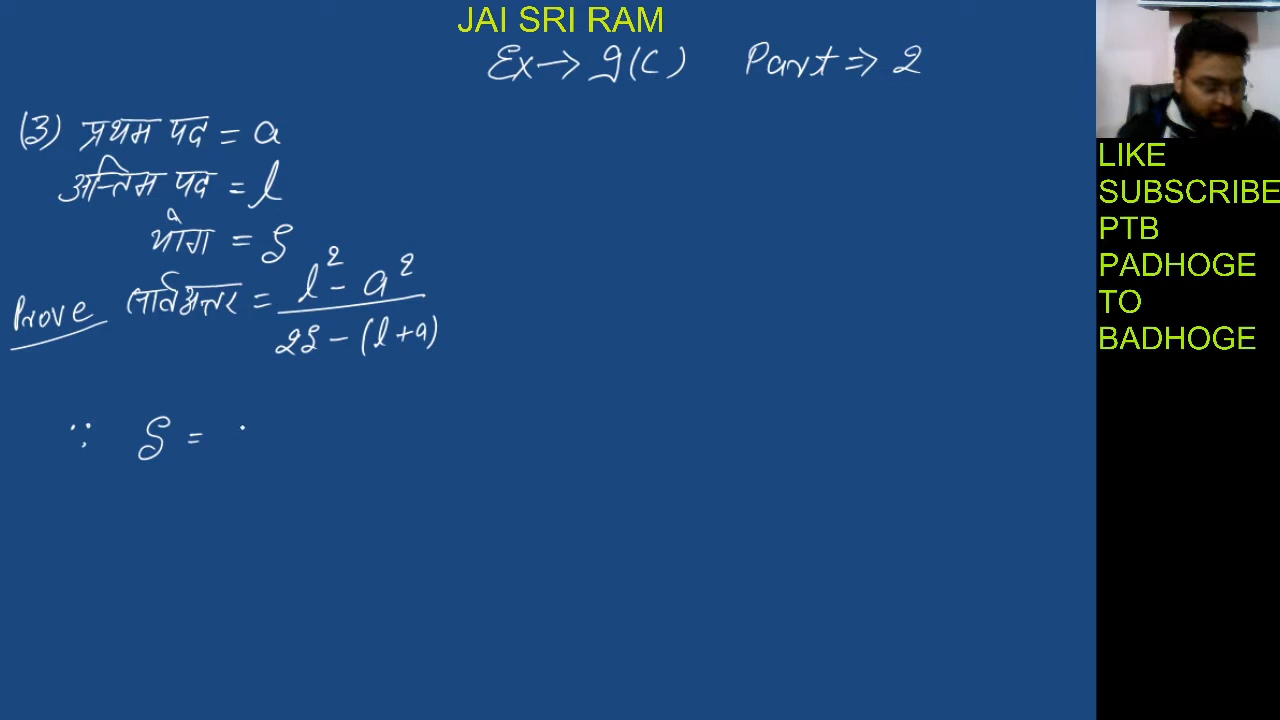 JAI SRI RAM
Ex→ 9(C) Part ⇒ 2
(3) प्रथम पद = a
अन्तिम पद = l
योग = S
Prove सार्वअन्तर = l² - a² / 2S - (l + a)
∵ S =
LIKE
SUBSCRIBE
PTB
PADHOGE
TO
BADHOGE